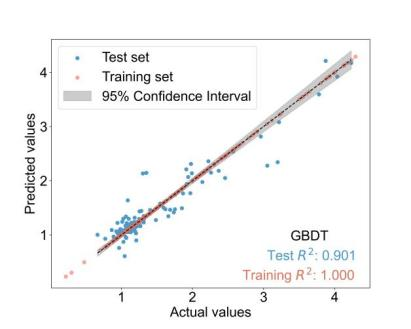 Test set
Training set
95% Confidence Interval
4
3
2
1
Predicted values
GBDT
Test R²: 0.901
Training R²: 1.000
1 2 3 4
Actual values